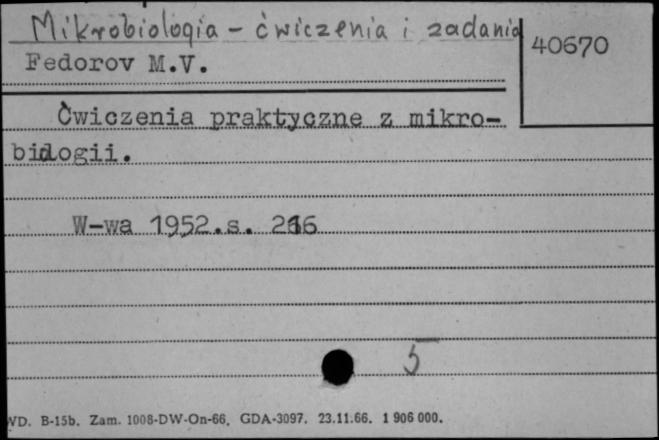 Mikrobiologia - ćwiczenia i zadania
40670
Fedorov M.V.
Ćwiczenia praktyczne z mikro-
biologii.
W-wa 1952.s. 216
5
WD. B-15b. Zam. 1008-DW-On-66. GDA-3097. 23.11.66. 1 906 000.